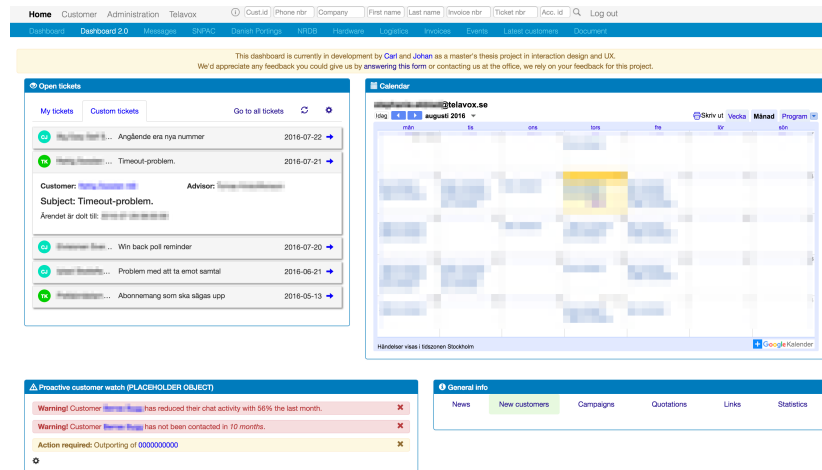 Home Customer Administration Telavox Cust.id Phone nbr Company First name Last name Invoice nbr Ticket nbr Acc. id Log out
Dashboard Dashboard 2.0 Messages SNPAC Danish Portings NRDB Hardware Logistics Invoices Events Latest customers Document
This dashboard is currently in development by Carl and Johan as a master's thesis project in interaction design and UX.
We'd appreciate any feedback you could give us by answering this form or contacting us at the office, we rely on your feedback for this project.
Open tickets
My tickets Custom tickets Go to all tickets
CJ ... Angående era nya nummer 2016-07-22
TK ... Timeout-problem. 2016-07-21
Customer: Advisor:
Subject: Timeout-problem.
Ärendet är dolt till:
CJ ... Win back poll reminder 2016-07-20
CJ ... Problem med att ta emot samtal 2016-06-21
TK ... Abonnemang som ska sägas upp 2016-05-13
Calendar
@telavox.se
Idag augusti 2016 Skriv ut Vecka Månad Program
mån tis ons tors fre lör sön
Händelser visas i tidszonen Stockholm Google Kalender
Proactive customer watch (PLACEHOLDER OBJECT)
Warning! Customer has reduced their chat activity with 56% the last month.
Warning! Customer has not been contacted in 10 months.
Action required: Outporting of 0000000000
General info
News New customers Campaigns Quotations Links Statistics